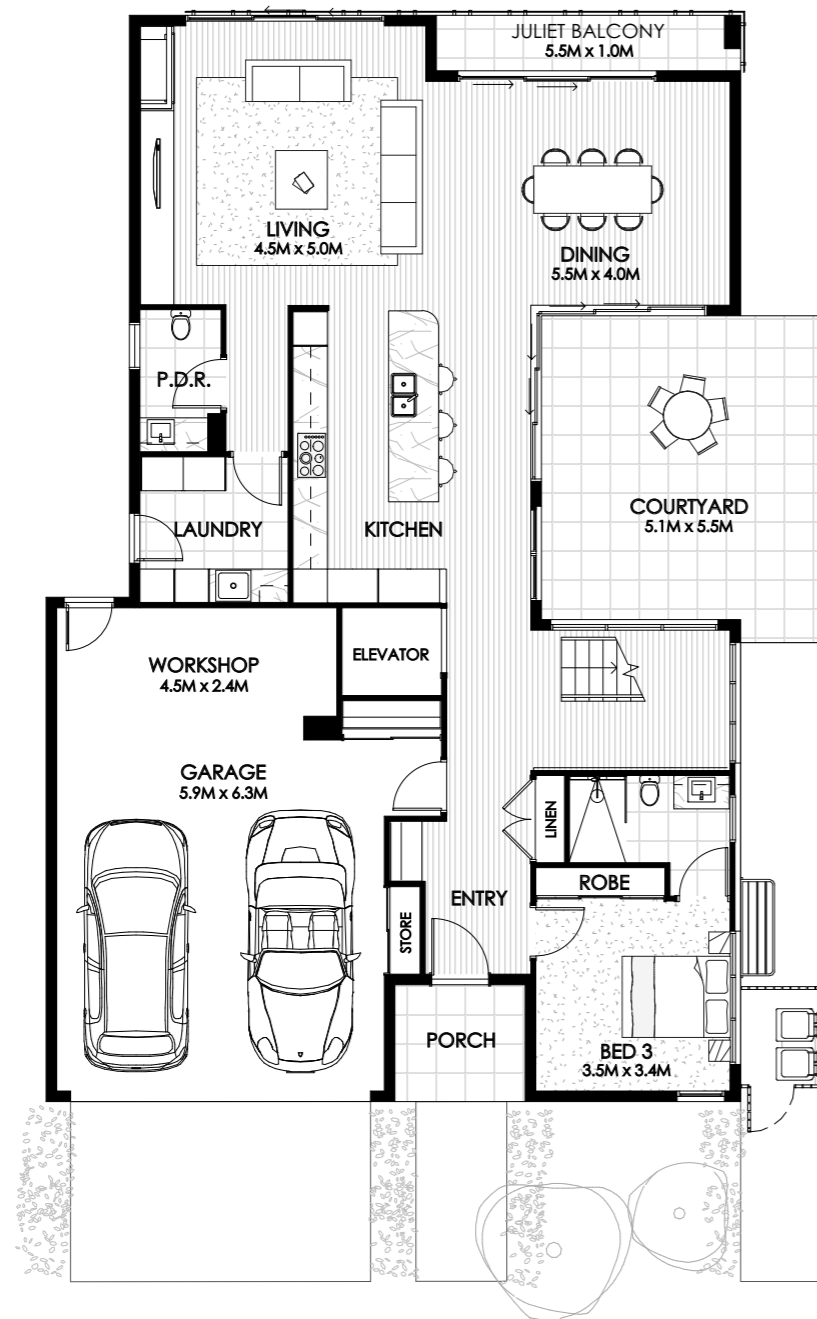 JULIET BALCONY
5.5M x 1.0M
LIVING
4.5M x 5.0M
DINING
5.5M x 4.0M
P.D.R.
COURTYARD
5.1M x 5.5M
LAUNDRY
KITCHEN
ELEVATOR
WORKSHOP
4.5M x 2.4M
GARAGE
5.9M x 6.3M
LINEN
ROBE
ENTRY
STORE
PORCH
BED 3
3.5M x 3.4M